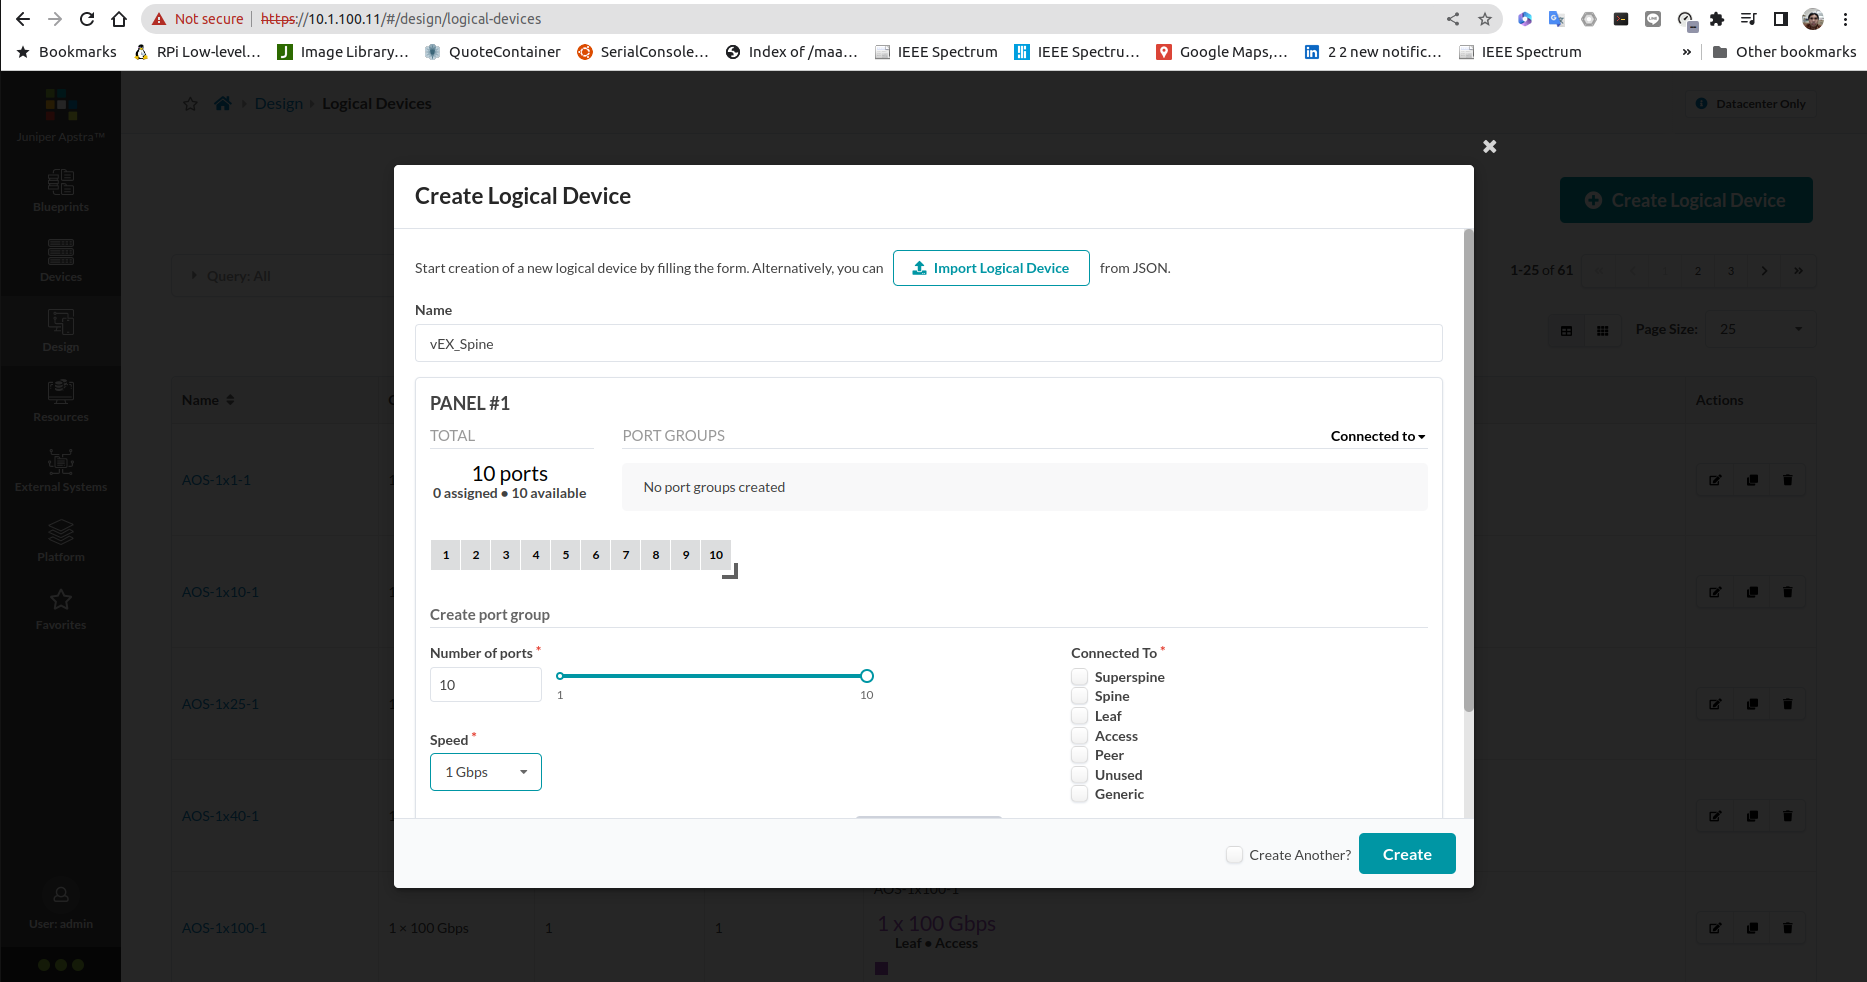 Not secure https://10.1.100.11/#/design/logical-devices
Bookmarks RPi Low-level... Image Library,... QuoteContainer SerialConsole... Index of /maa... IEEE Spectrum IEEE Spectru... Google Maps,... 2 2 new notific... IEEE Spectrum » Other bookmarks
Juniper Apstra™
Blueprints
Devices
Design
Resources
External Systems
Platform
Favorites
User: admin
Design Logical Devices
Datacenter Only
Create Logical Device
Query: All
1-25 of 61 2 3
Page Size: 25
Name Actions
AOS-1x1-1
AOS-1x10-1
AOS-1x25-1
AOS-1x40-1
AOS-1x100-1 1 × 100 Gbps 1 1
AOS-1x100-1
1 x 100 Gbps
Leaf • Access
Create Logical Device
Start creation of a new logical device by filling the form. Alternatively, you can Import Logical Device from JSON.
Name
vEX_Spine
PANEL #1
TOTAL PORT GROUPS Connected to
10 ports
0 assigned • 10 available
No port groups created
1 2 3 4 5 6 7 8 9 10
Create port group
Number of ports *
10
1 10
Speed *
1 Gbps
Connected To *
Superspine
Spine
Leaf
Access
Peer
Unused
Generic
Create Another? Create